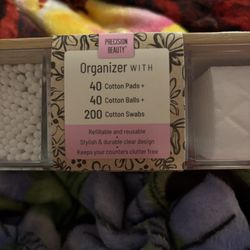 PRECISION
BEAUTY
Organizer WITH
40 Cotton Pads +
40 Cotton Balls +
200 Cotton Swabs
Refillable and reusable
•
Stylish & durable clear design
•
Keeps your counters clutter free